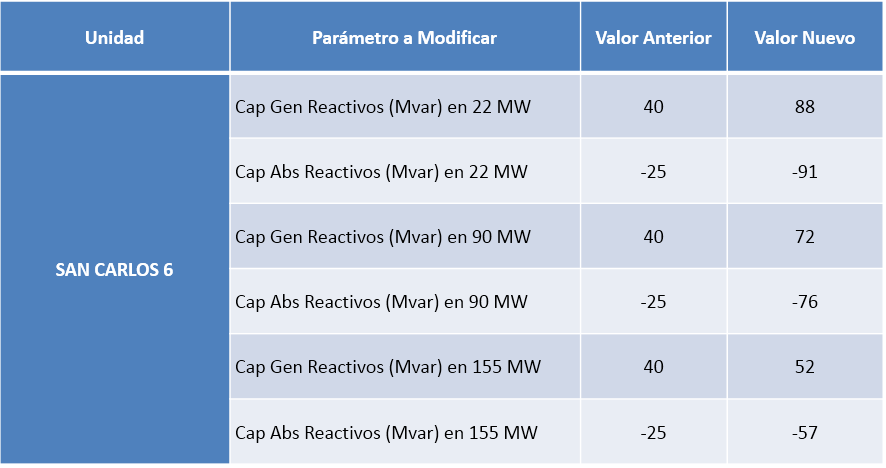 Unidad Parámetro a Modificar Valor Anterior Valor Nuevo
Cap Gen Reactivos (Mvar) en 22 MW 40 88
Cap Abs Reactivos (Mvar) en 22 MW -25 -91
Cap Gen Reactivos (Mvar) en 90 MW 40 72
SAN CARLOS 6
Cap Abs Reactivos (Mvar) en 90 MW -25 -76
Cap Gen Reactivos (Mvar) en 155 MW 40 52
Cap Abs Reactivos (Mvar) en 155 MW -25 -57